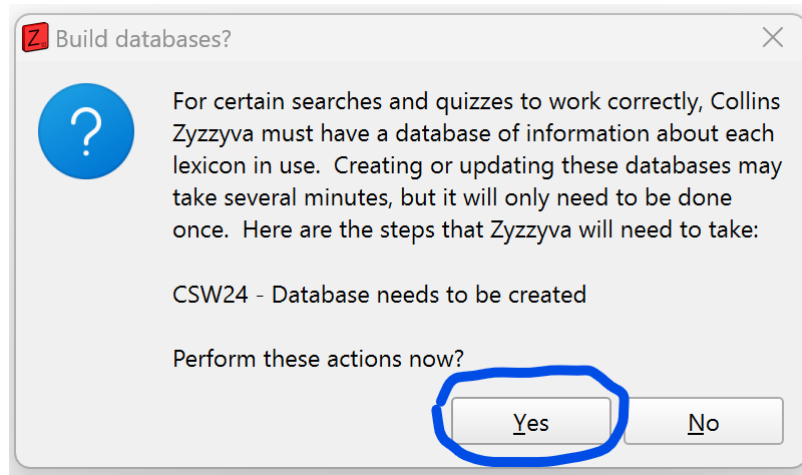 Z Build databases?
For certain searches and quizzes to work correctly, Collins
Zyzzyva must have a database of information about each
lexicon in use.  Creating or updating these databases may
take several minutes, but it will only need to be done
once.  Here are the steps that Zyzzyva will need to take:
CSW24 - Database needs to be created
Perform these actions now?
Yes No